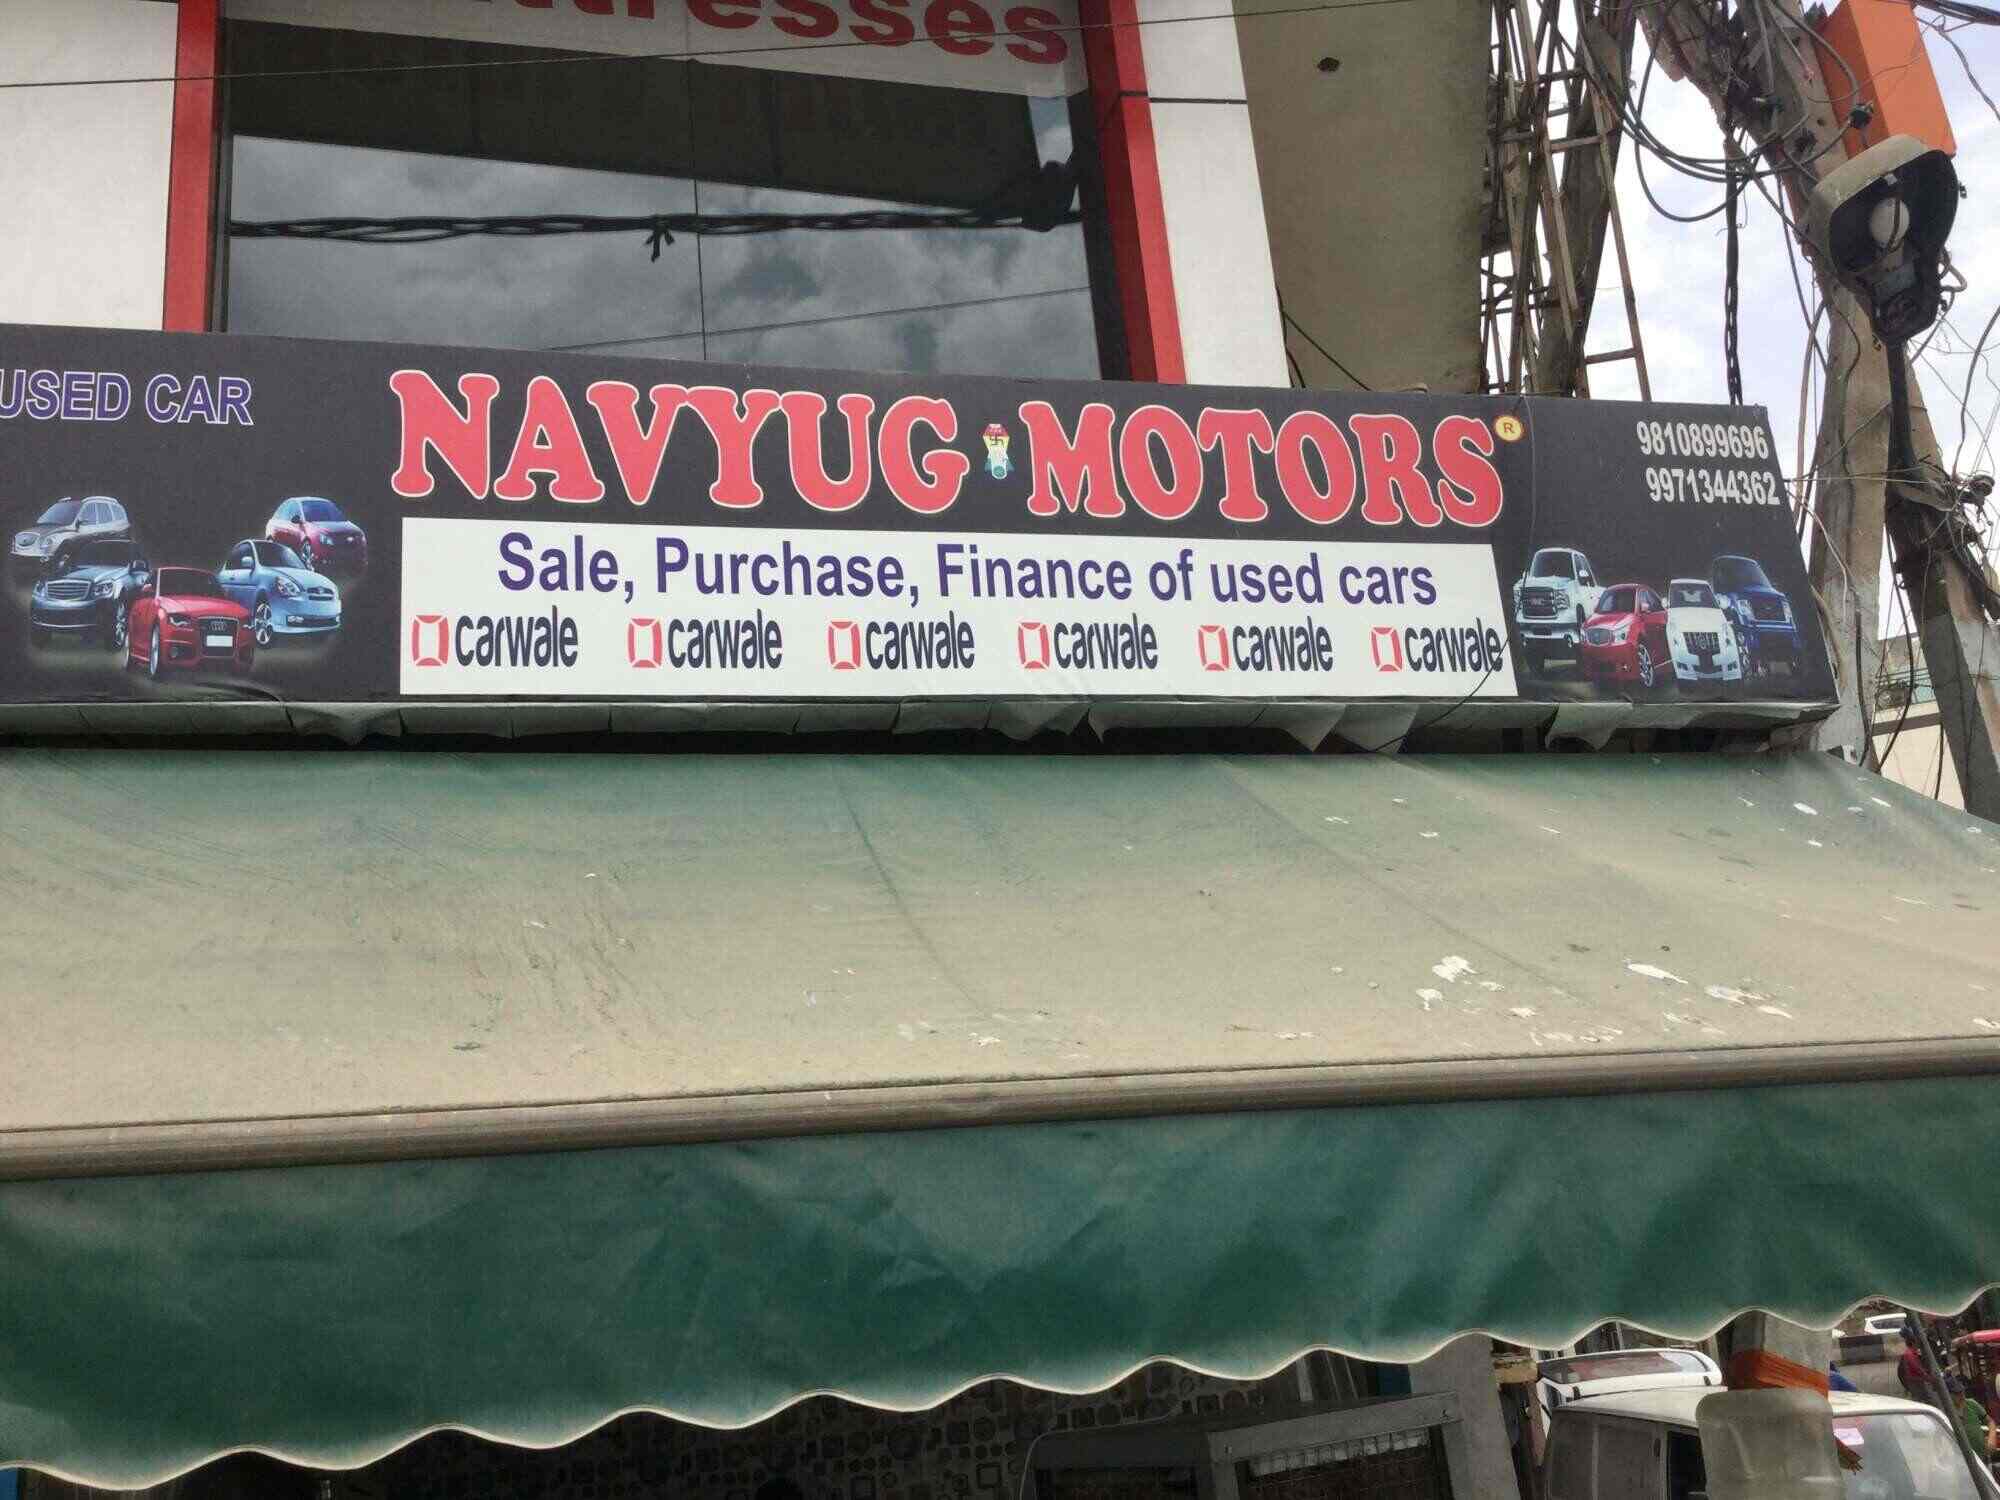 USED CAR
NAVYUG MOTORS ®
9810899696
9971344362
Sale, Purchase, Finance of used cars
carwale carwale carwale carwale carwale carwale